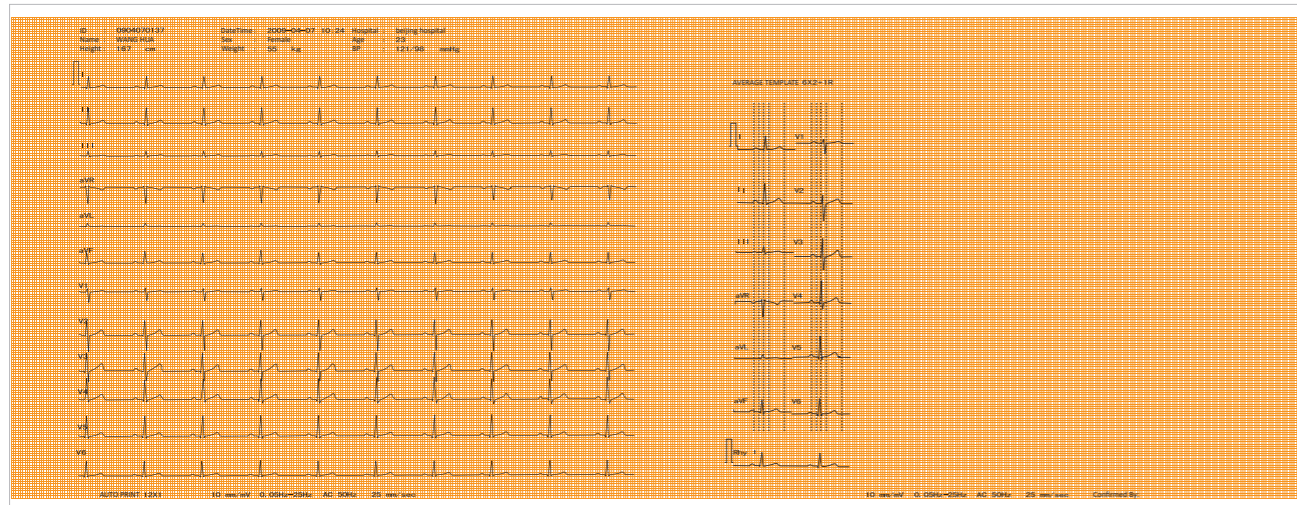 ID : 0904070137 DateTime : 2009-04-07 10:24 Hospital : beijing hospital
Name : WANG HUA Sex : Female Age : 23
Height : 167 cm Weight : 55 kg BP : 121/96 mmHg
I
II
III
aVR
aVL
aVF
V1
V2
V3
V4
V5
V6
AUTO PRINT 12X1 10 mm/mV 0.05Hz-25Hz AC 50Hz 25 mm/sec
AVERAGE TEMPLATE 6X2+1R
I V1
II V2
III V3
aVR V4
aVL V5
aVF V6
Rhy I
10 mm/mV 0.05Hz-25Hz AC 50Hz 25 mm/sec Confirmed By: